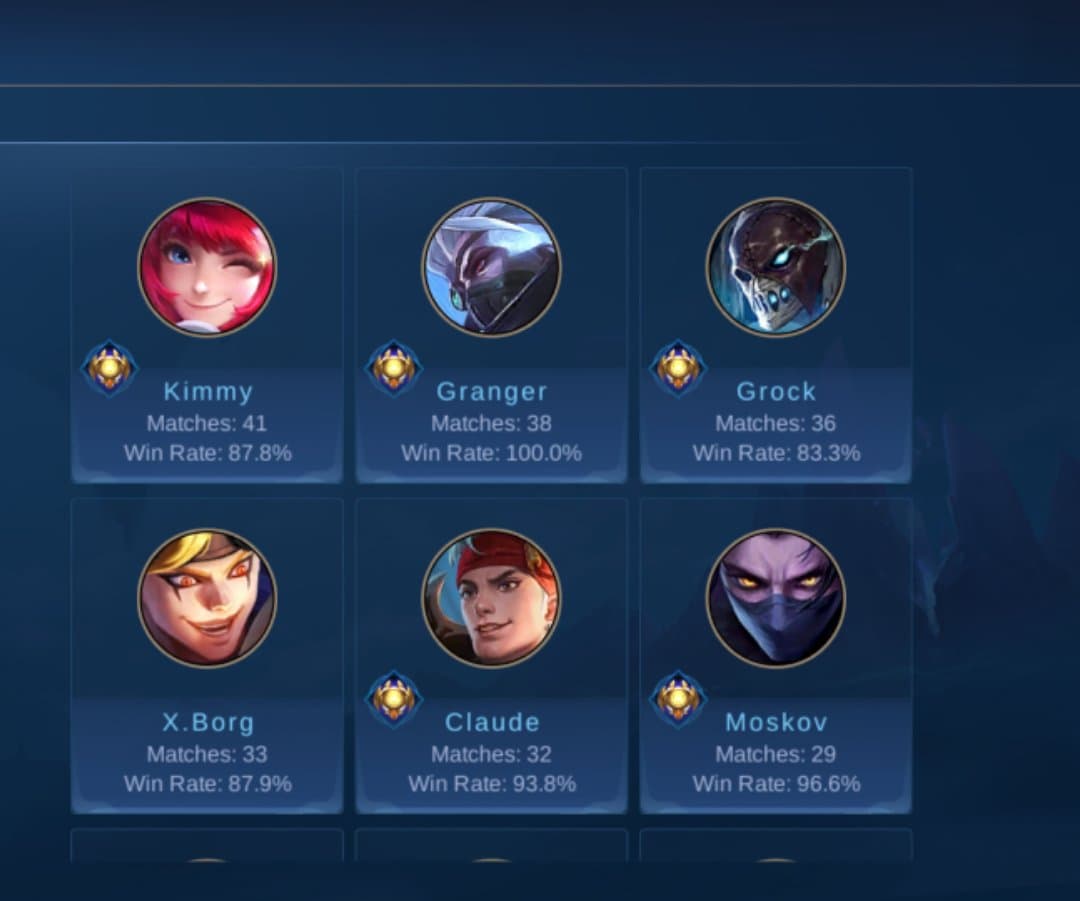 Kimmy
Matches: 41
Win Rate: 87.8%
Granger
Matches: 38
Win Rate: 100.0%
Grock
Matches: 36
Win Rate: 83.3%
X.Borg
Matches: 33
Win Rate: 87.9%
Claude
Matches: 32
Win Rate: 93.8%
Moskov
Matches: 29
Win Rate: 96.6%